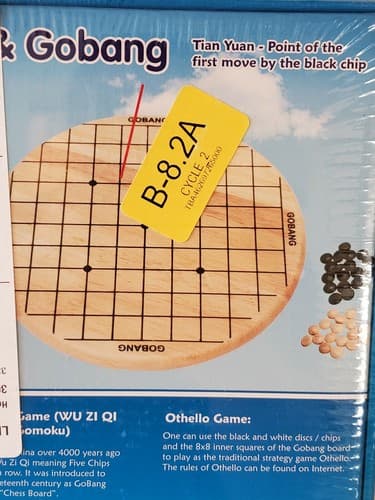 & Gobang
Tian Yuan - Point of the
first move by the black chip
GOBANG
B-8.2A
CYCLE 2
GOBANG
GOBANG
Game (WU ZI QI
Gomoku)
ina over 4000 years ago
u Zi Qi meaning Five Chips
row. It was introduced to
eteenth century as GoBang
"Chess Board".
Othello Game:
One can use the black and white discs / chips
and the 8x8 inner squares of the Gobang board
to play as the traditional strategy game Othello.
The rules of Othello can be found on Internet.